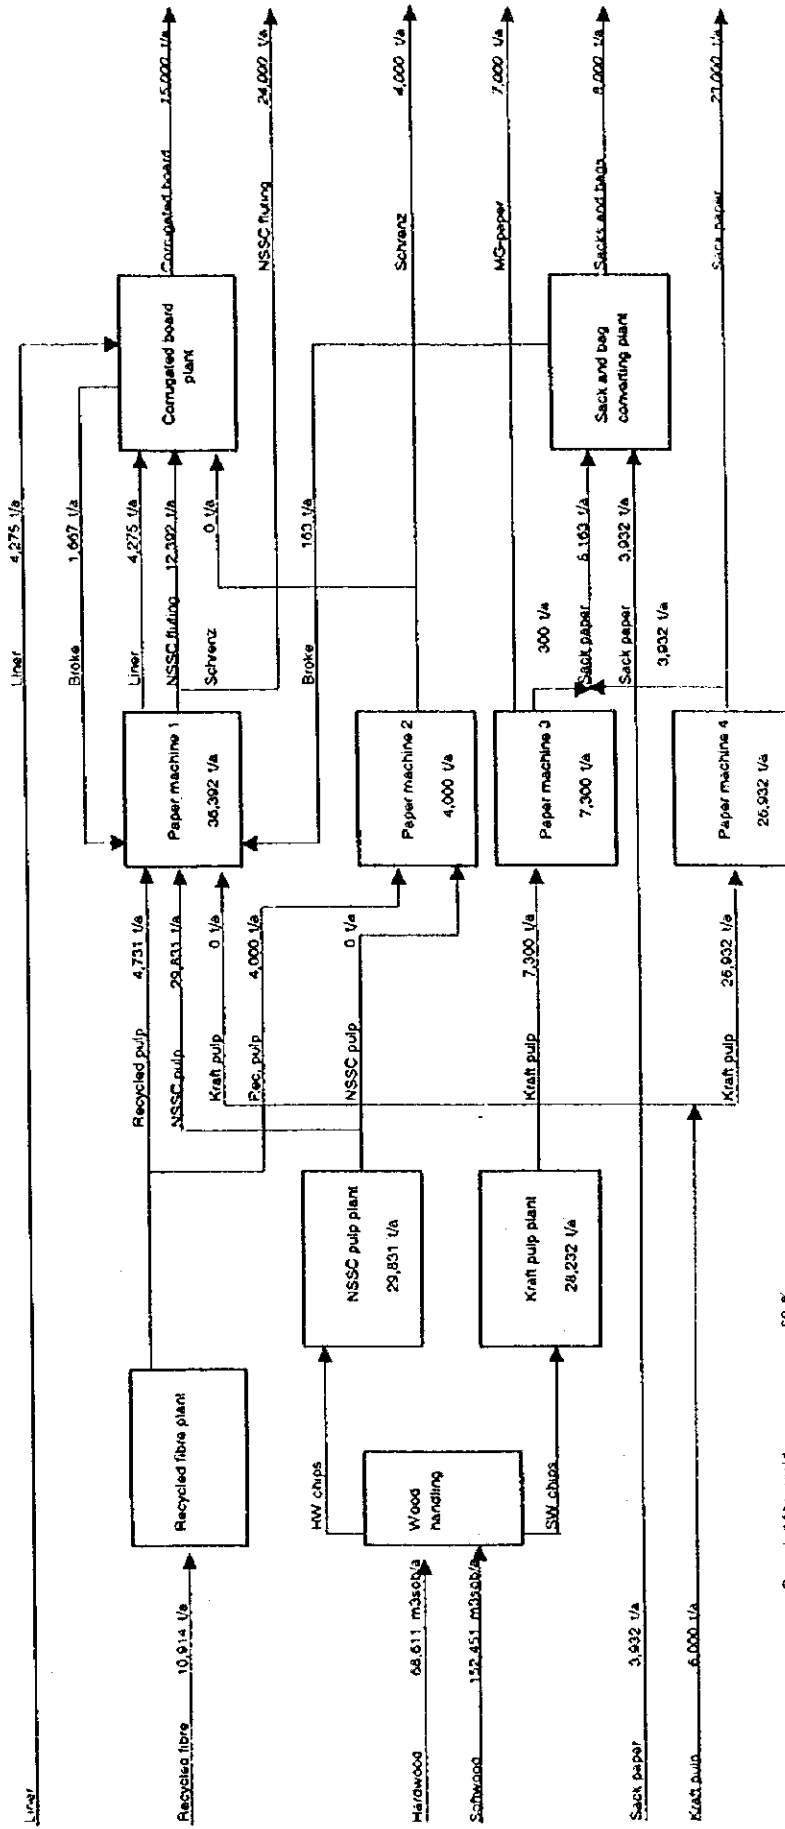 Liner
4,275 t/a
Liner
Broke
1,667 t/a
Recycled fibre
10,914 t/a
Recycled fibre plant
Recycled pulp
4,731 t/a
Paper machine 1
36,392 t/a
Liner
4,275 t/a
Corrugated board
plant
Corrugated board
15,000 t/a
NSSC pulp
29,831 t/a
NSSC fluting
12,392 t/a
Kraft pulp
0 t/a
Schrenz
0 t/a
NSSC fluting
24,000 t/a
Rec. pulp
4,000 t/a
Broke
163 t/a
HW chips
NSSC pulp plant
29,831 t/a
NSSC pulp
0 t/a
Paper machine 2
4,000 t/a
Schrenz
4,000 t/a
Hardwood
68,611 m3sob/a
Wood
handling
Softwood
152,451 m3sob/a
SW chips
Kraft pulp plant
28,232 t/a
Kraft pulp
7,300 t/a
Paper machine 3
7,300 t/a
MG-paper
7,000 t/a
300 t/a
Sack paper
5,163 t/a
Sack and bag
converting plant
Sacks and bags
8,000 t/a
Sack paper
3,932 t/a
Sack paper
3,932 t/a
3,932 t/a
Kraft pulp
6,000 t/a
Kraft pulp
26,932 t/a
Paper machine 4
26,932 t/a
Sack paper
23,000 t/a